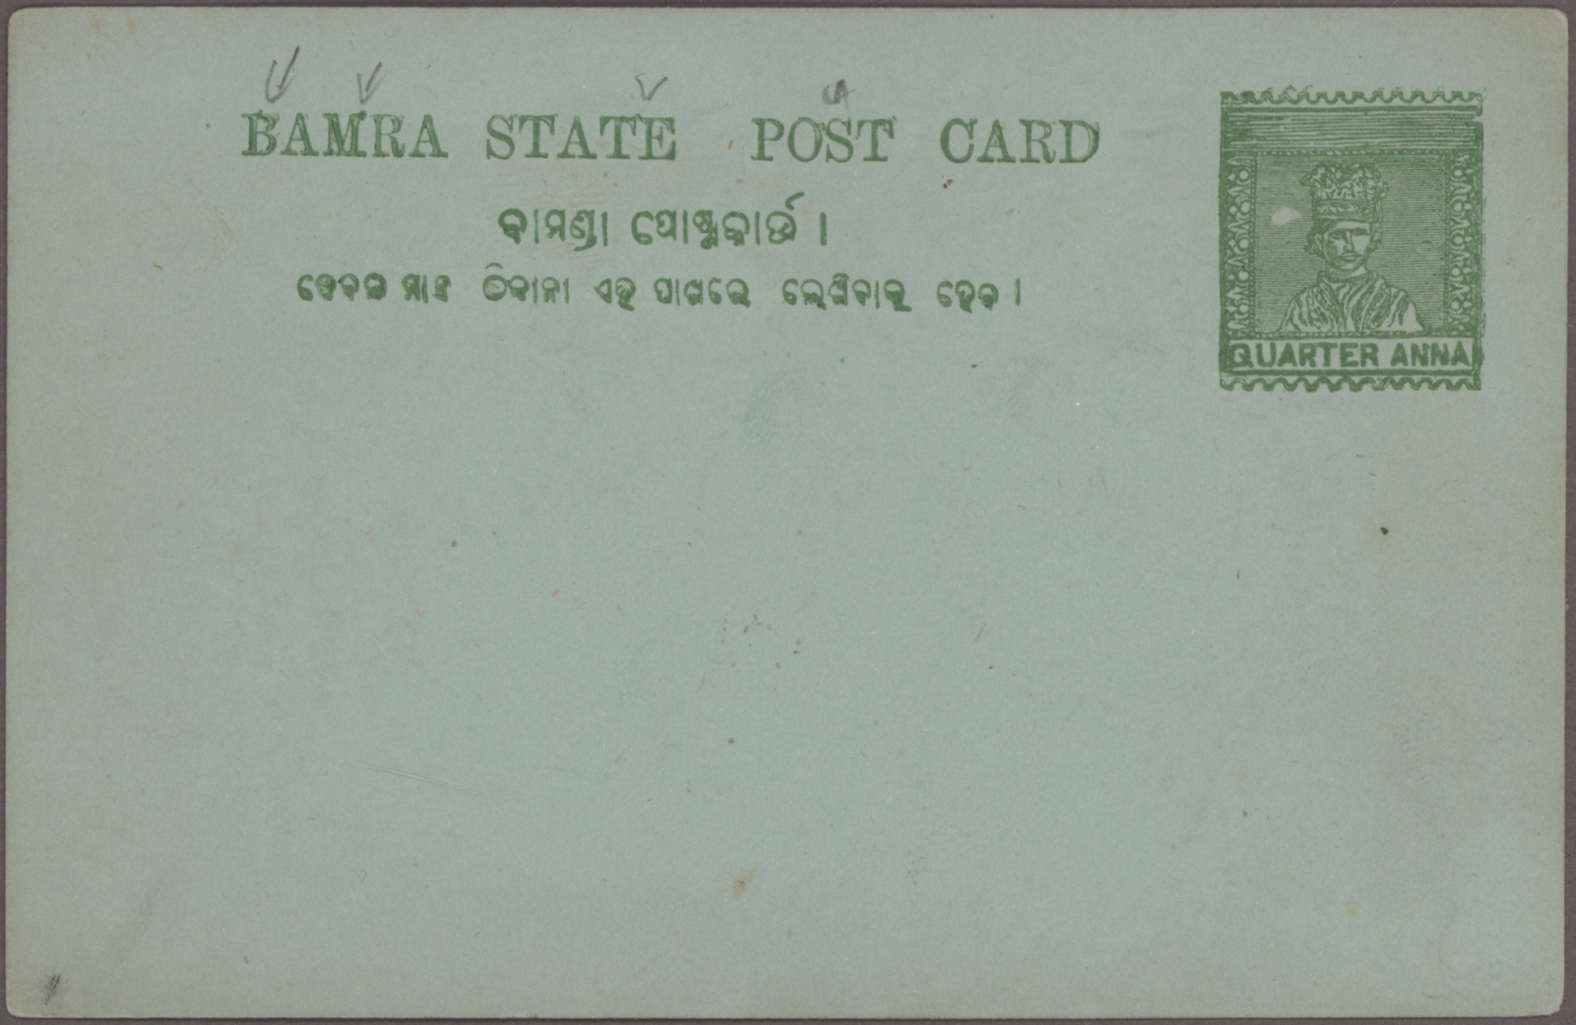 BAMRA STATE POST CARD
ବାମଣ୍ଡା ପୋଷ୍ଟକାର୍ଡ ।
କେବଳ ମାତ୍ର ଠିକାନା ଏହି ପାଖରେ ଲେଖିବାକୁ ହେବ ।
QUARTER ANNA